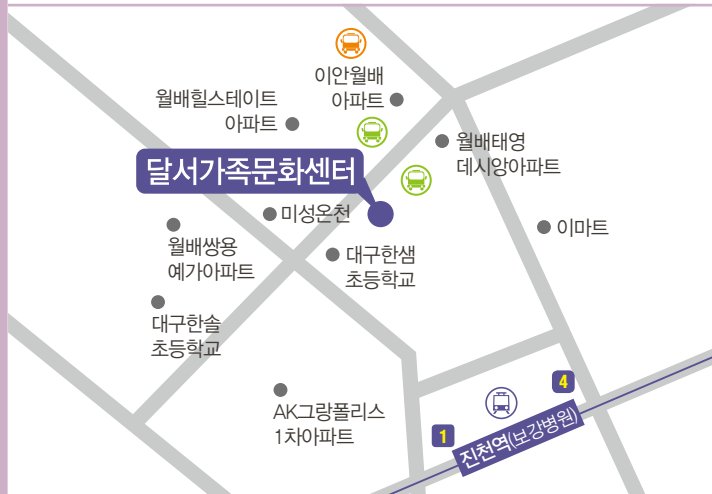 이안월배
아파트
월배힐스테이트
아파트
월배태영
데시앙아파트
달서가족문화센터
미성온천
이마트
월배쌍용
예가아파트
대구한샘
초등학교
대구한솔
초등학교
AK그랑폴리스
1차아파트
4
1
진천역(보강병원)